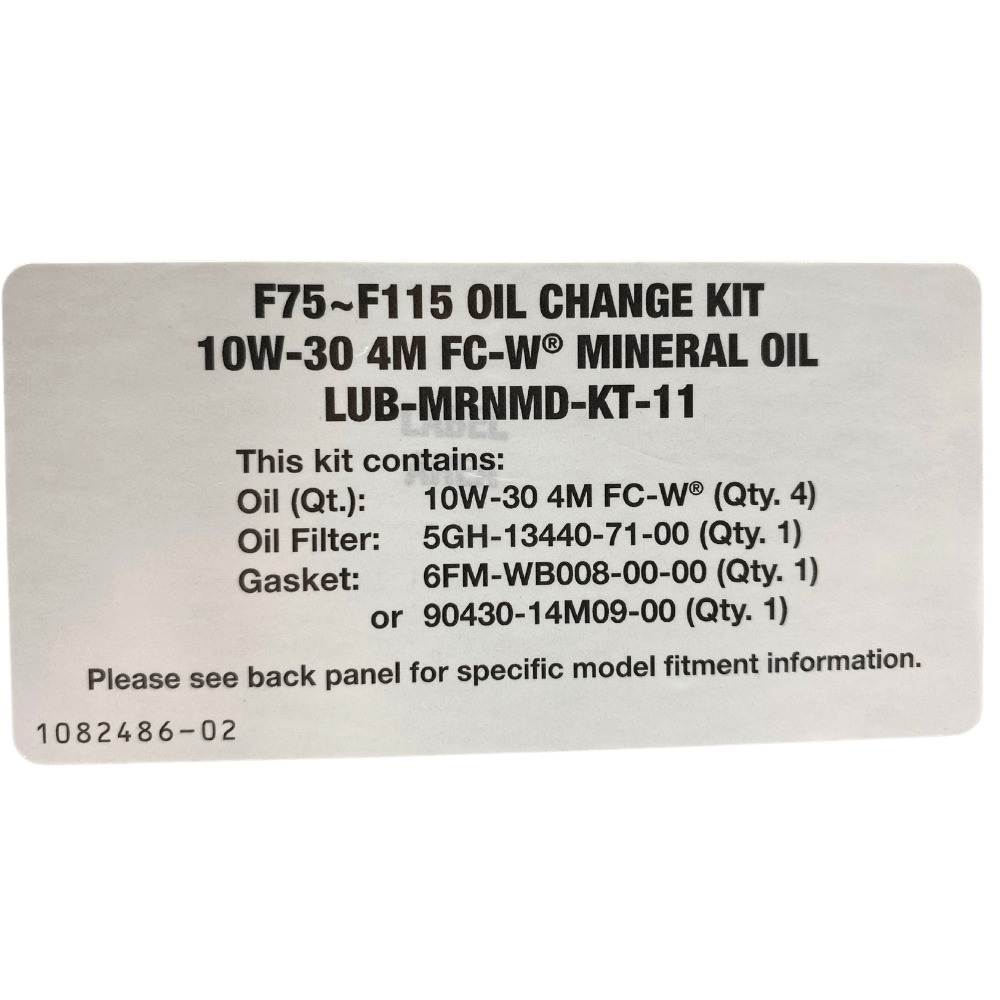 F75~F115 OIL CHANGE KIT
10W-30 4M FC-W® MINERAL OIL
LUB-MRNMD-KT-11
LABEL
This kit contains:
Oil (Qt.): 10W-30 4M FC-W® (Qty. 4)
Oil Filter: 5GH-13440-71-00 (Qty. 1)
Gasket: 6FM-WB008-00-00 (Qty. 1)
or 90430-14M09-00 (Qty. 1)
Please see back panel for specific model fitment information.
1082486-02